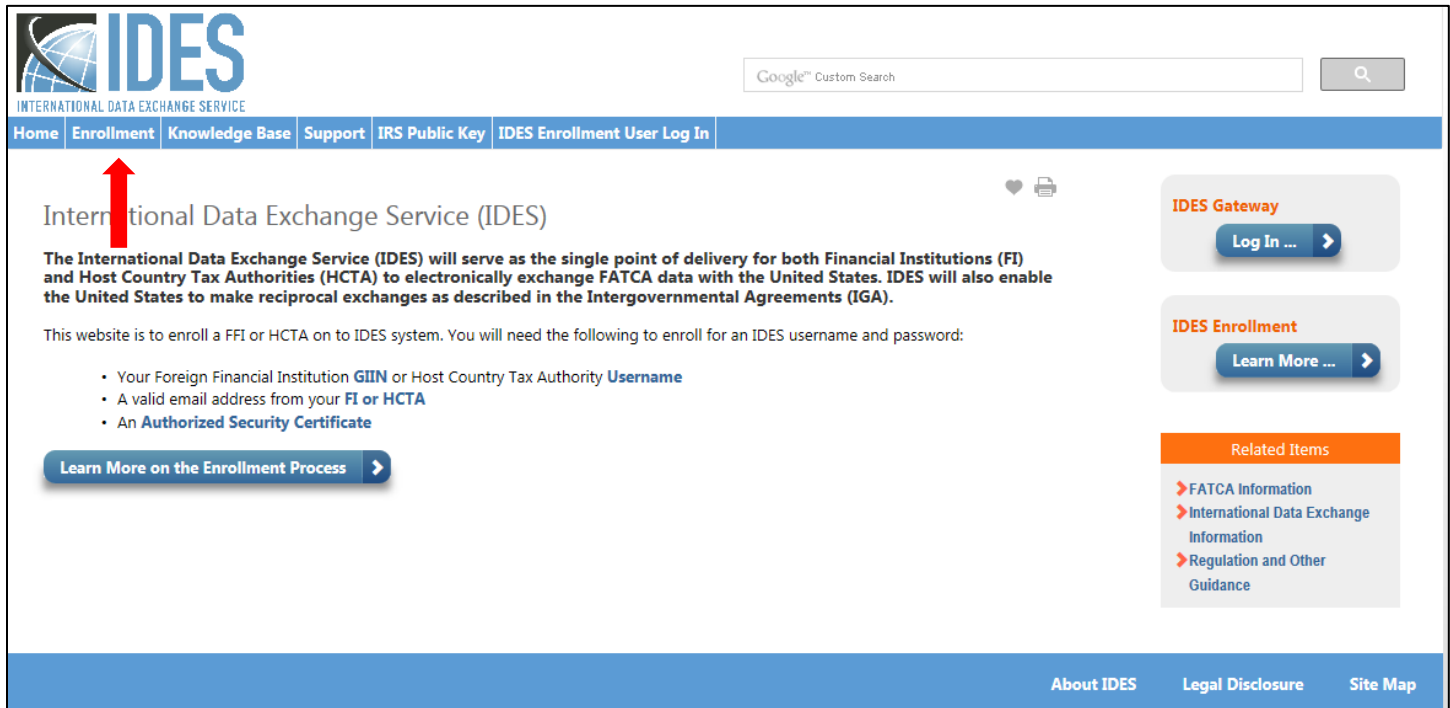 IDES
INTERNATIONAL DATA EXCHANGE SERVICE
Google™ Custom Search
Home Enrollment Knowledge Base Support IRS Public Key IDES Enrollment User Log In
International Data Exchange Service (IDES)
The International Data Exchange Service (IDES) will serve as the single point of delivery for both Financial Institutions (FI)
and Host Country Tax Authorities (HCTA) to electronically exchange FATCA data with the United States. IDES will also enable
the United States to make reciprocal exchanges as described in the Intergovernmental Agreements (IGA).
This website is to enroll a FFI or HCTA on to IDES system. You will need the following to enroll for an IDES username and password:
• Your Foreign Financial Institution GIIN or Host Country Tax Authority Username
• A valid email address from your FI or HCTA
• An Authorized Security Certificate
Learn More on the Enrollment Process
IDES Gateway
Log In ...
IDES Enrollment
Learn More ...
Related Items
FATCA Information
International Data Exchange
Information
Regulation and Other
Guidance
About IDES Legal Disclosure Site Map